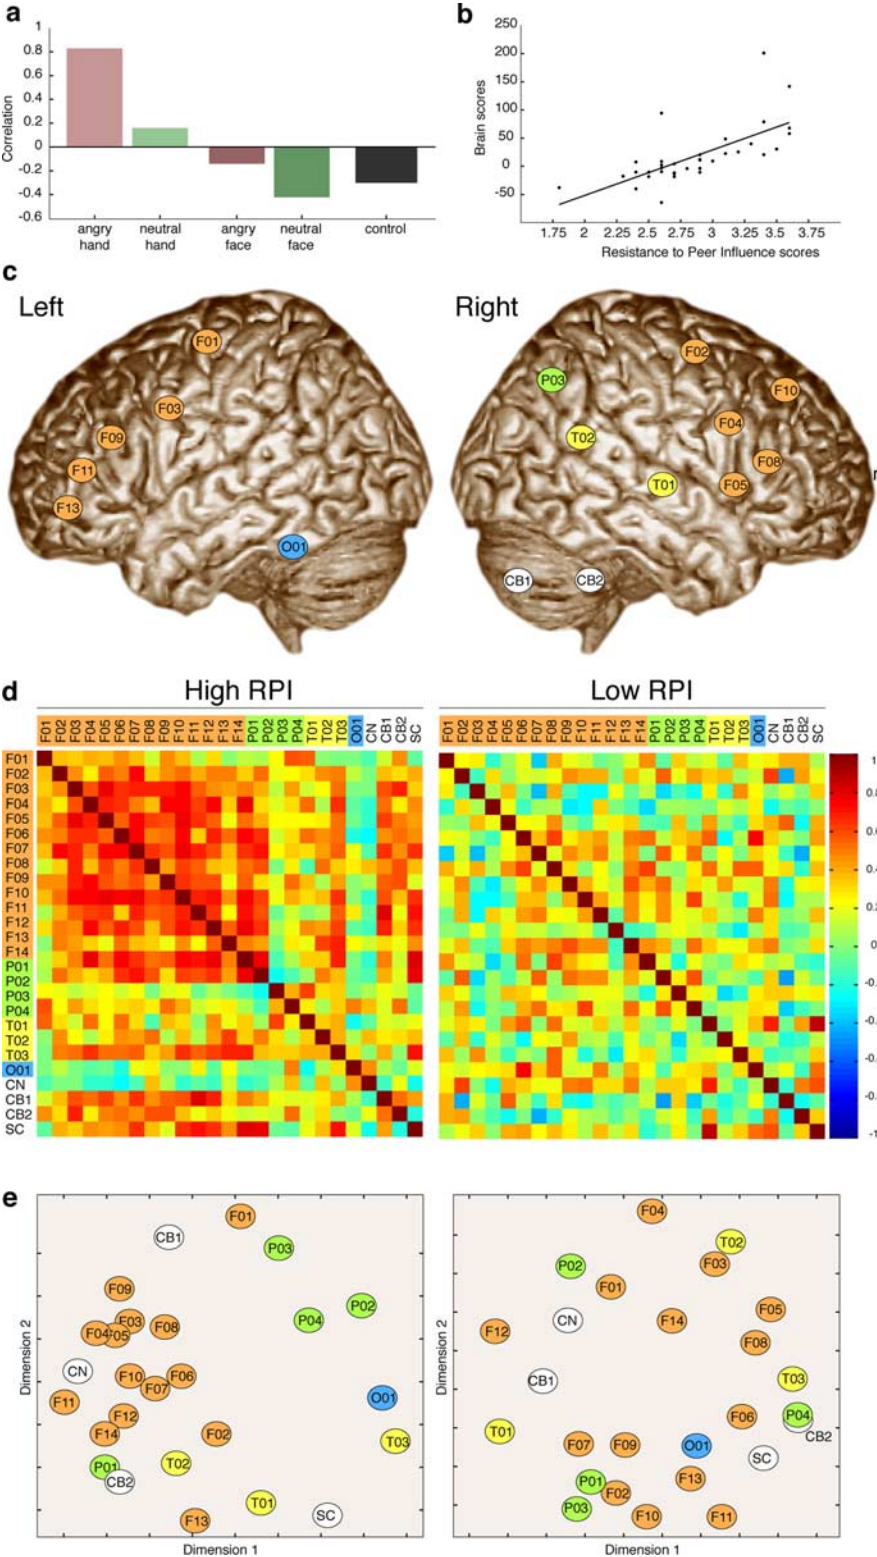 a
1
0.8
0.6
0.4
0.2
0
-0.2
-0.4
-0.6
Correlation
angry hand
neutral hand
angry face
neutral face
control
b
250
200
150
100
50
0
-50
Brain scores
1.75 2 2.25 2.5 2.75 3 3.25 3.5 3.75
Resistance to Peer Influence scores
c
Left
F01
F03
F09
F11
F13
O01
Right
F02
P03
F10
F04
T02
F08
T01
F05
CB1
CB2
d
High RPI
F01 F02 F03 F04 F05 F06 F07 F08 F09 F10 F11 F12 F13 F14 P01 P02 P03 P04 T01 T02 T03 O01 CN CB1 CB2 SC
F01
F02
F03
F04
F05
F06
F07
F08
F09
F10
F11
F12
F13
F14
P01
P02
P03
P04
T01
T02
T03
O01
CN
CB1
CB2
SC
Low RPI
F01 F02 F03 F04 F05 F06 F07 F08 F09 F10 F11 F12 F13 F14 P01 P02 P03 P04 T01 T02 T03 O01 CN CB1 CB2 SC
1
0.
0.
0.
0.2
0
-0.
-0.
-0.
-0.
-1
e
Dimension 2
F01
CB1
P03
F09
P02
F03
P04
F04
F05
F08
CN
F10
F06
F07
O01
F11
F12
F14
F02
T03
P01
T02
CB2
T01
SC
F13
Dimension 1
Dimension 2
F04
T02
P02
F03
F01
F05
CN
F14
F12
F08
CB1
T03
P04
F06
CB2
T01
F07
F09
O01
SC
P01
F13
F02
P03
F10
F11
Dimension 1